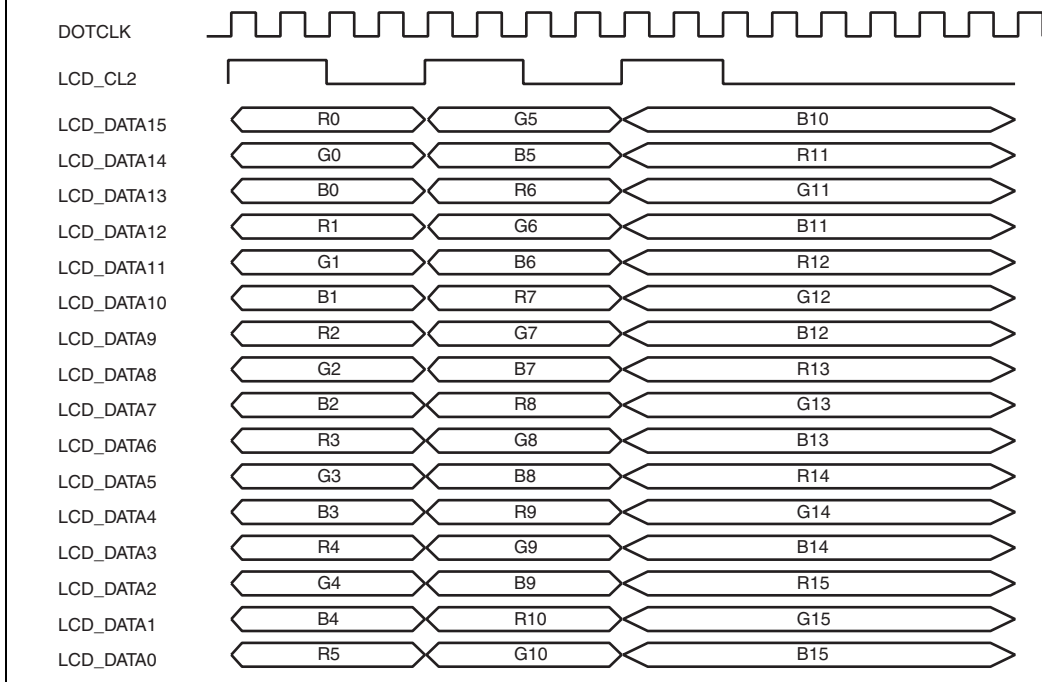 DOTCLK
LCD_CL2
LCD_DATA15 R0 G5 B10
LCD_DATA14 G0 B5 R11
LCD_DATA13 B0 R6 G11
LCD_DATA12 R1 G6 B11
LCD_DATA11 G1 B6 R12
LCD_DATA10 B1 R7 G12
LCD_DATA9 R2 G7 B12
LCD_DATA8 G2 B7 R13
LCD_DATA7 B2 R8 G13
LCD_DATA6 R3 G8 B13
LCD_DATA5 G3 B8 R14
LCD_DATA4 B3 R9 G14
LCD_DATA3 R4 G9 B14
LCD_DATA2 G4 B9 R15
LCD_DATA1 B4 R10 G15
LCD_DATA0 R5 G10 B15